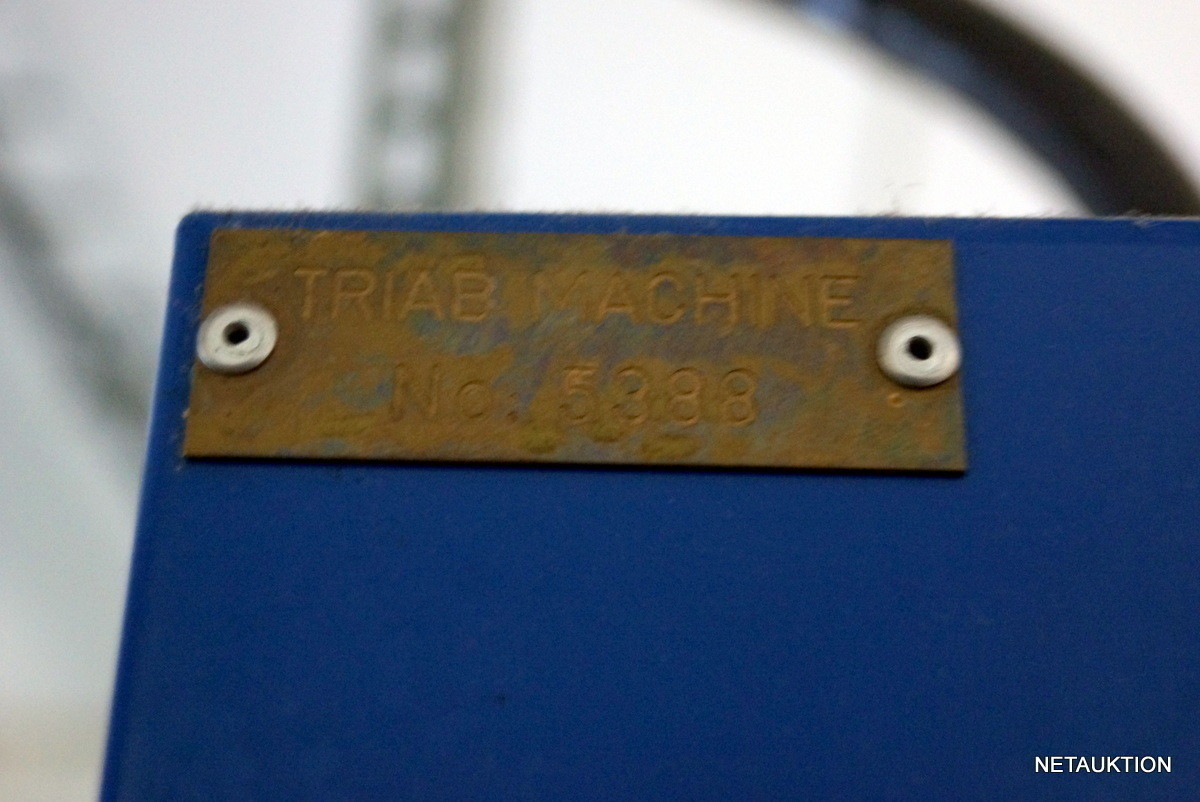 TRIAB MACHINE
No: 5388
NETAUKTION